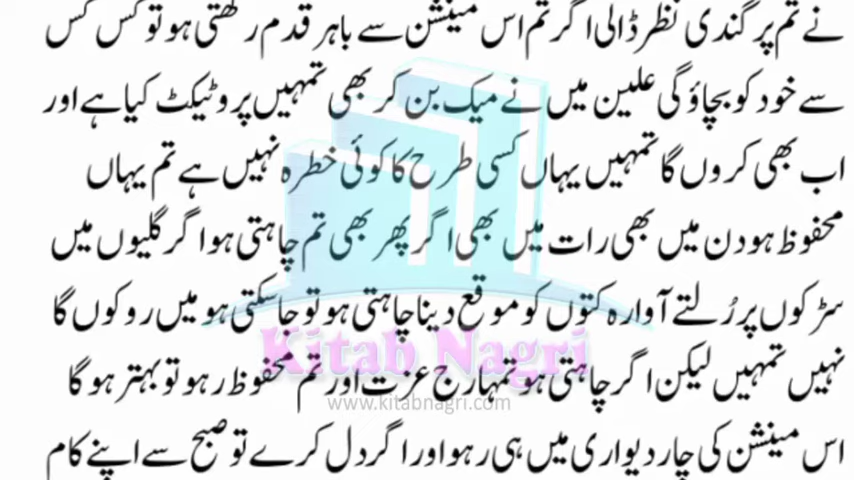 نے تم پر گندی نظر ڈالی اگر تم اس مینشن سے باہر قدم رکھتی ہو تو کس کس
سے خود کو بچاؤ گی علین میں نے میک بن کر بھی تمہیں پروٹیکٹ کیا ہے اور
اب بھی کروں گا تمہیں یہاں کسی طرح کا کوئی خطرہ نہیں ہے تم یہاں
محفوظ ہو دن میں بھی رات میں بھی اگر پھر بھی تم چاہتی ہو اگر گلیوں میں
سڑکوں پر رُلتے آوارہ کتوں کو موقع دینا چاہتی ہو تو جا سکتی ہو میں روکوں گا
نہیں تمہیں لیکن اگر چاہتی ہو تمہارج عزت اور تم محفوظ رہو تو بہتر ہو گا
اس مینشن کی چار دیواری میں ہی رہو اور اگر دل کرے تو صبح سے اپنے کام
Kitab Nagri
www.kitabnagri.com